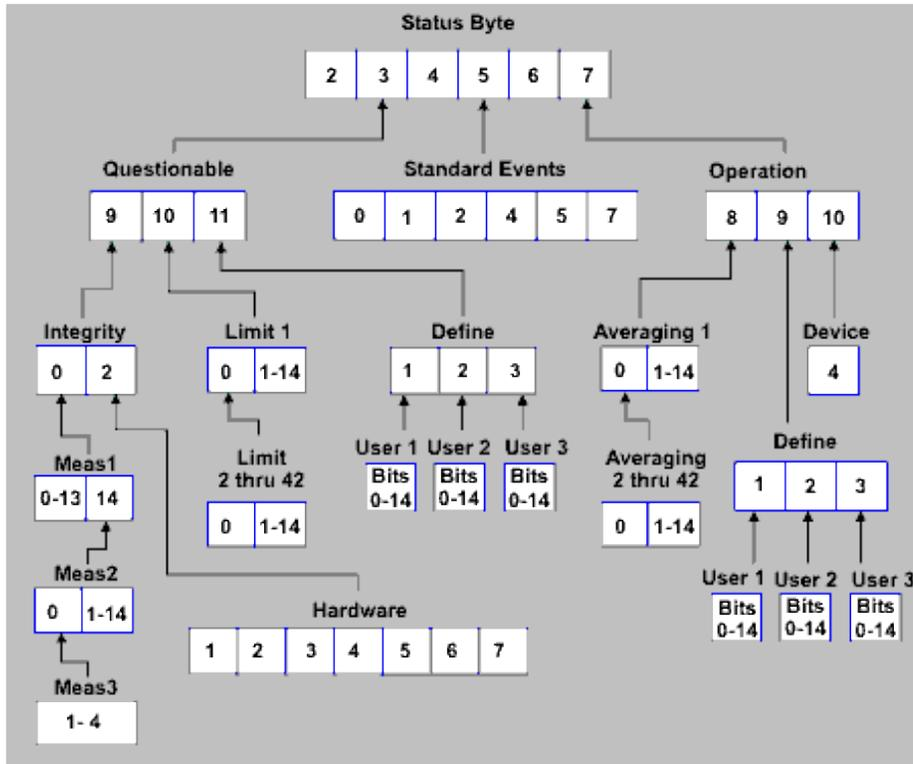 Status Byte
2 3 4 5 6 7
Questionable Standard Events Operation
9 10 11 0 1 2 4 5 7 8 9 10
Integrity Limit 1 Define Averaging 1 Device
0 2 0 1-14 1 2 3 0 1-14 4
Meas1 Limit 2 thru 42 User 1 User 2 User 3 Averaging 2 thru 42 Define
0-13 14 0 1-14 Bits 0-14 Bits 0-14 Bits 0-14 0 1-14 1 2 3
Meas2 User 1 User 2 User 3
0 1-14 Bits 0-14 Bits 0-14 Bits 0-14
Hardware
1 2 3 4 5 6 7
Meas3
1- 4